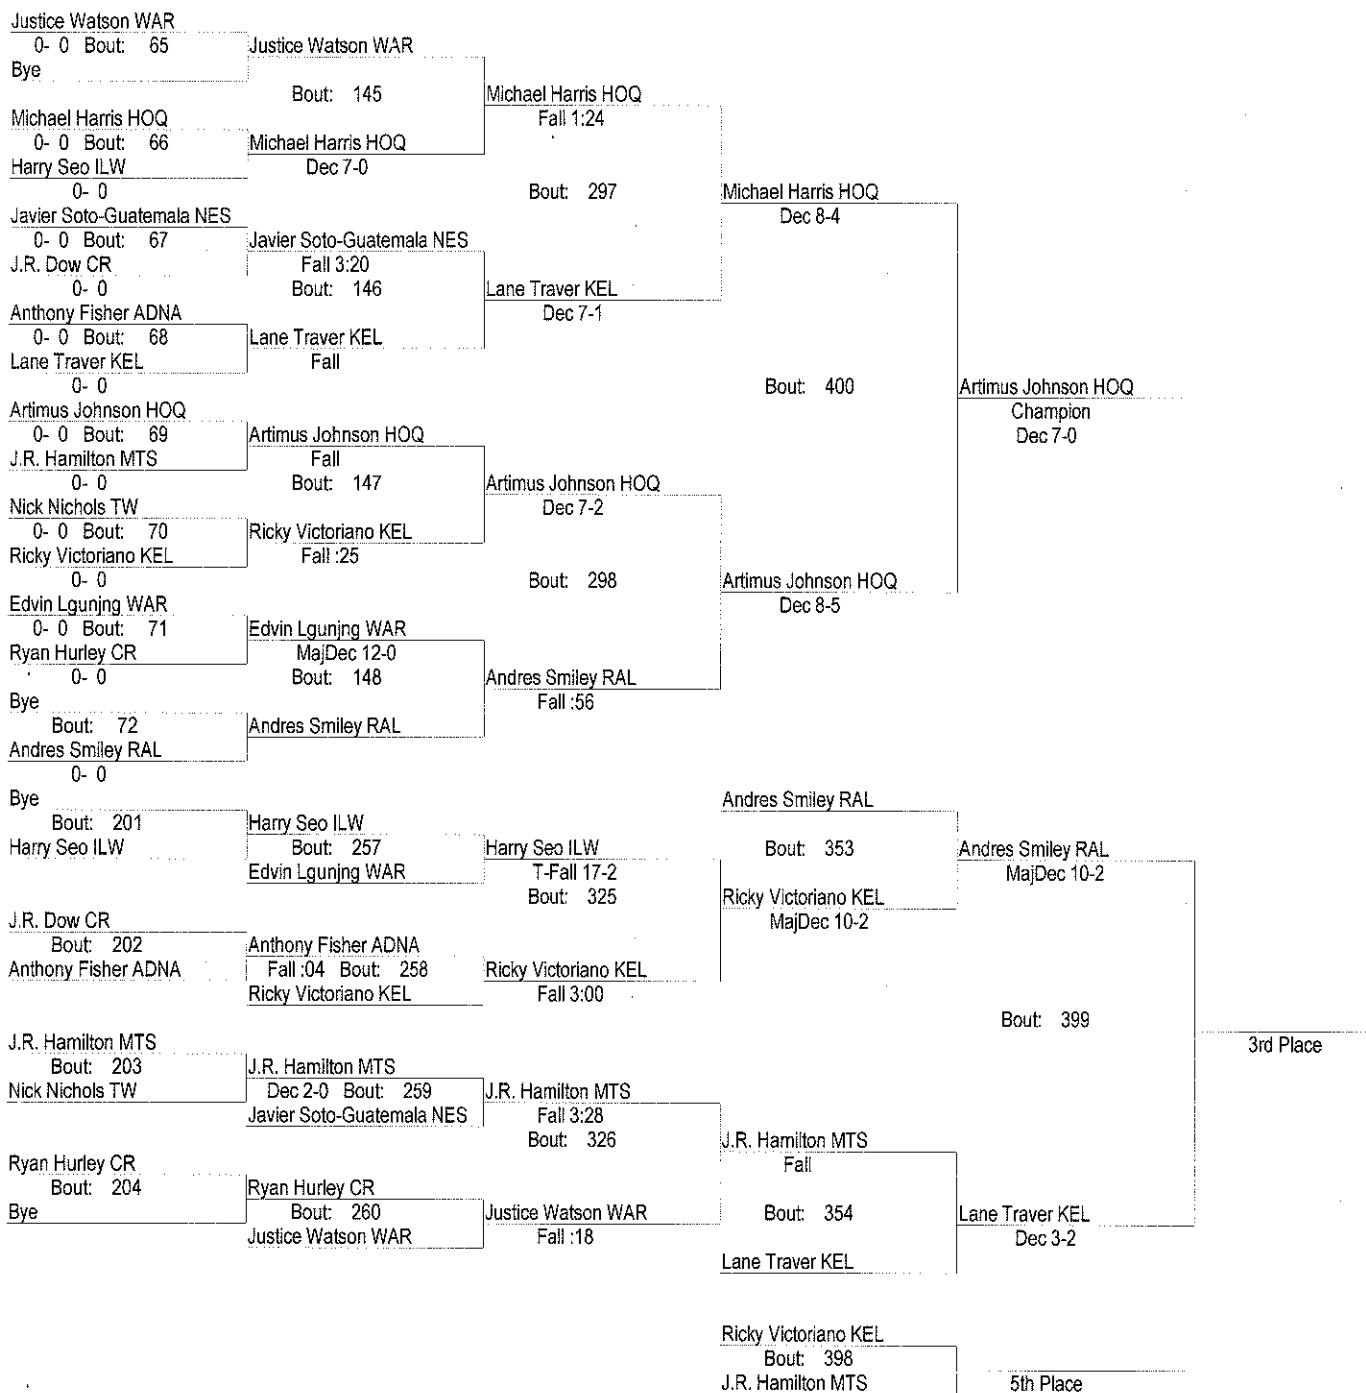 Justice Watson WAR
0- 0 Bout: 65
Bye
Michael Harris HOQ
0- 0 Bout: 66
Harry Seo ILW
0- 0
Javier Soto-Guatemala NES
0- 0 Bout: 67
J.R. Dow CR
0- 0
Anthony Fisher ADNA
0- 0 Bout: 68
Lane Traver KEL
0- 0
Artimus Johnson HOQ
0- 0 Bout: 69
J.R. Hamilton MTS
0- 0
Nick Nichols TW
0- 0 Bout: 70
Ricky Victoriano KEL
0- 0
Edvin Lgunjng WAR
0- 0 Bout: 71
Ryan Hurley CR
0- 0
Bye
Bout: 72
Andres Smiley RAL
0- 0
Justice Watson WAR
Bout: 145
Michael Harris HOQ
Dec 7-0
Javier Soto-Guatemala NES
Fall 3:20
Bout: 146
Lane Traver KEL
Fall
Artimus Johnson HOQ
Fall
Bout: 147
Ricky Victoriano KEL
Fall :25
Edvin Lgunjng WAR
MajDec 12-0
Bout: 148
Andres Smiley RAL
Michael Harris HOQ
Fall 1:24
Bout: 297
Lane Traver KEL
Dec 7-1
Artimus Johnson HOQ
Dec 7-2
Bout: 298
Andres Smiley RAL
Fall :56
Michael Harris HOQ
Dec 8-4
Bout: 400
Artimus Johnson HOQ
Dec 8-5
Artimus Johnson HOQ
Champion
Dec 7-0
Bye
Bout: 201
Harry Seo ILW
J.R. Dow CR
Bout: 202
Anthony Fisher ADNA
J.R. Hamilton MTS
Bout: 203
Nick Nichols TW
Ryan Hurley CR
Bout: 204
Bye
Harry Seo ILW
Bout: 257
Edvin Lgunjng WAR
Anthony Fisher ADNA
Fall :04 Bout: 258
Ricky Victoriano KEL
J.R. Hamilton MTS
Dec 2-0 Bout: 259
Javier Soto-Guatemala NES
Ryan Hurley CR
Bout: 260
Justice Watson WAR
Harry Seo ILW
T-Fall 17-2
Bout: 325
Ricky Victoriano KEL
Fall 3:00
J.R. Hamilton MTS
Fall 3:28
Bout: 326
Justice Watson WAR
Fall :18
Andres Smiley RAL
Bout: 353
Ricky Victoriano KEL
MajDec 10-2
J.R. Hamilton MTS
Fall
Bout: 354
Lane Traver KEL
Andres Smiley RAL
MajDec 10-2
Bout: 399
Lane Traver KEL
Dec 3-2
3rd Place
Ricky Victoriano KEL
Bout: 398
J.R. Hamilton MTS
5th Place